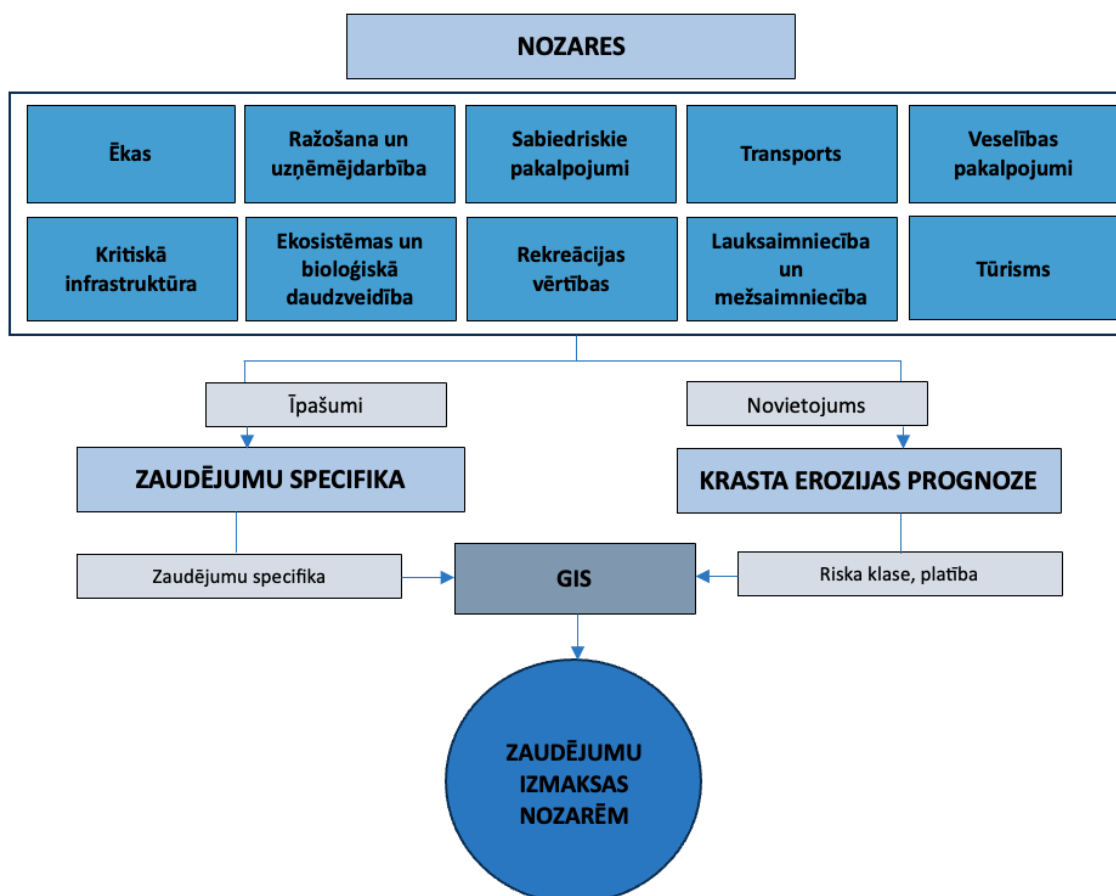 NOZARES
Ēkas
Ražošana un
uzņēmējdarbība
Sabiedriskie
pakalpojumi
Transports
Veselības
pakalpojumi
Kritiskā
infrastruktūra
Ekosistēmas un
bioloģiskā
daudzveidība
Rekreācijas
vērtības
Lauksaimniecība
un
mežsaimniecība
Tūrisms
Īpašumi
Novietojums
ZAUDĒJUMU SPECIFIKA
KRASTA EROZIJAS PROGNOZE
Zaudējumu specifika
GIS
Riska klase, platība
ZAUDĒJUMU
IZMAKSAS
NOZARĒM